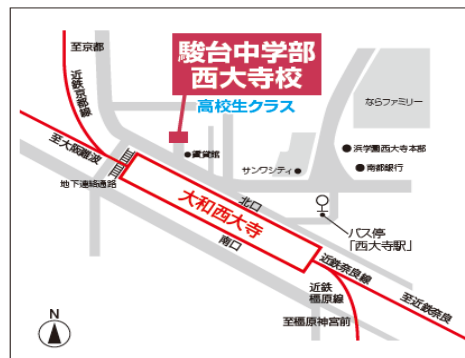 至京都
近鉄京都線
駿台中学部
西大寺校
高校生クラス
ならファミリー
至大阪難波
賃貸館
サンワシティ
浜学園西大寺本部
南都銀行
地下連絡通路
大和西大寺
北口
南口
バス停
「西大寺駅」
近鉄奈良線
至近鉄奈良
近鉄
橿原線
至橿原神宮前
N